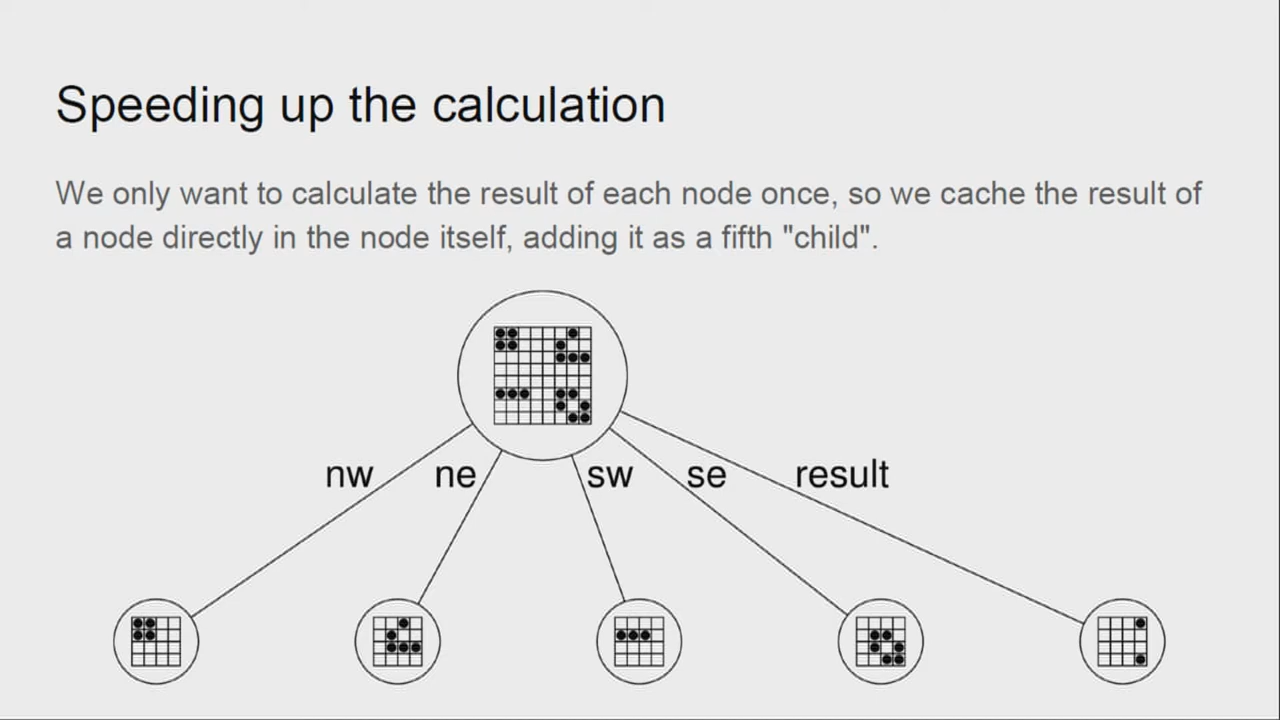 Speeding up the calculation
We only want to calculate the result of each node once, so we cache the result of
a node directly in the node itself, adding it as a fifth "child".
nw ne sw se result